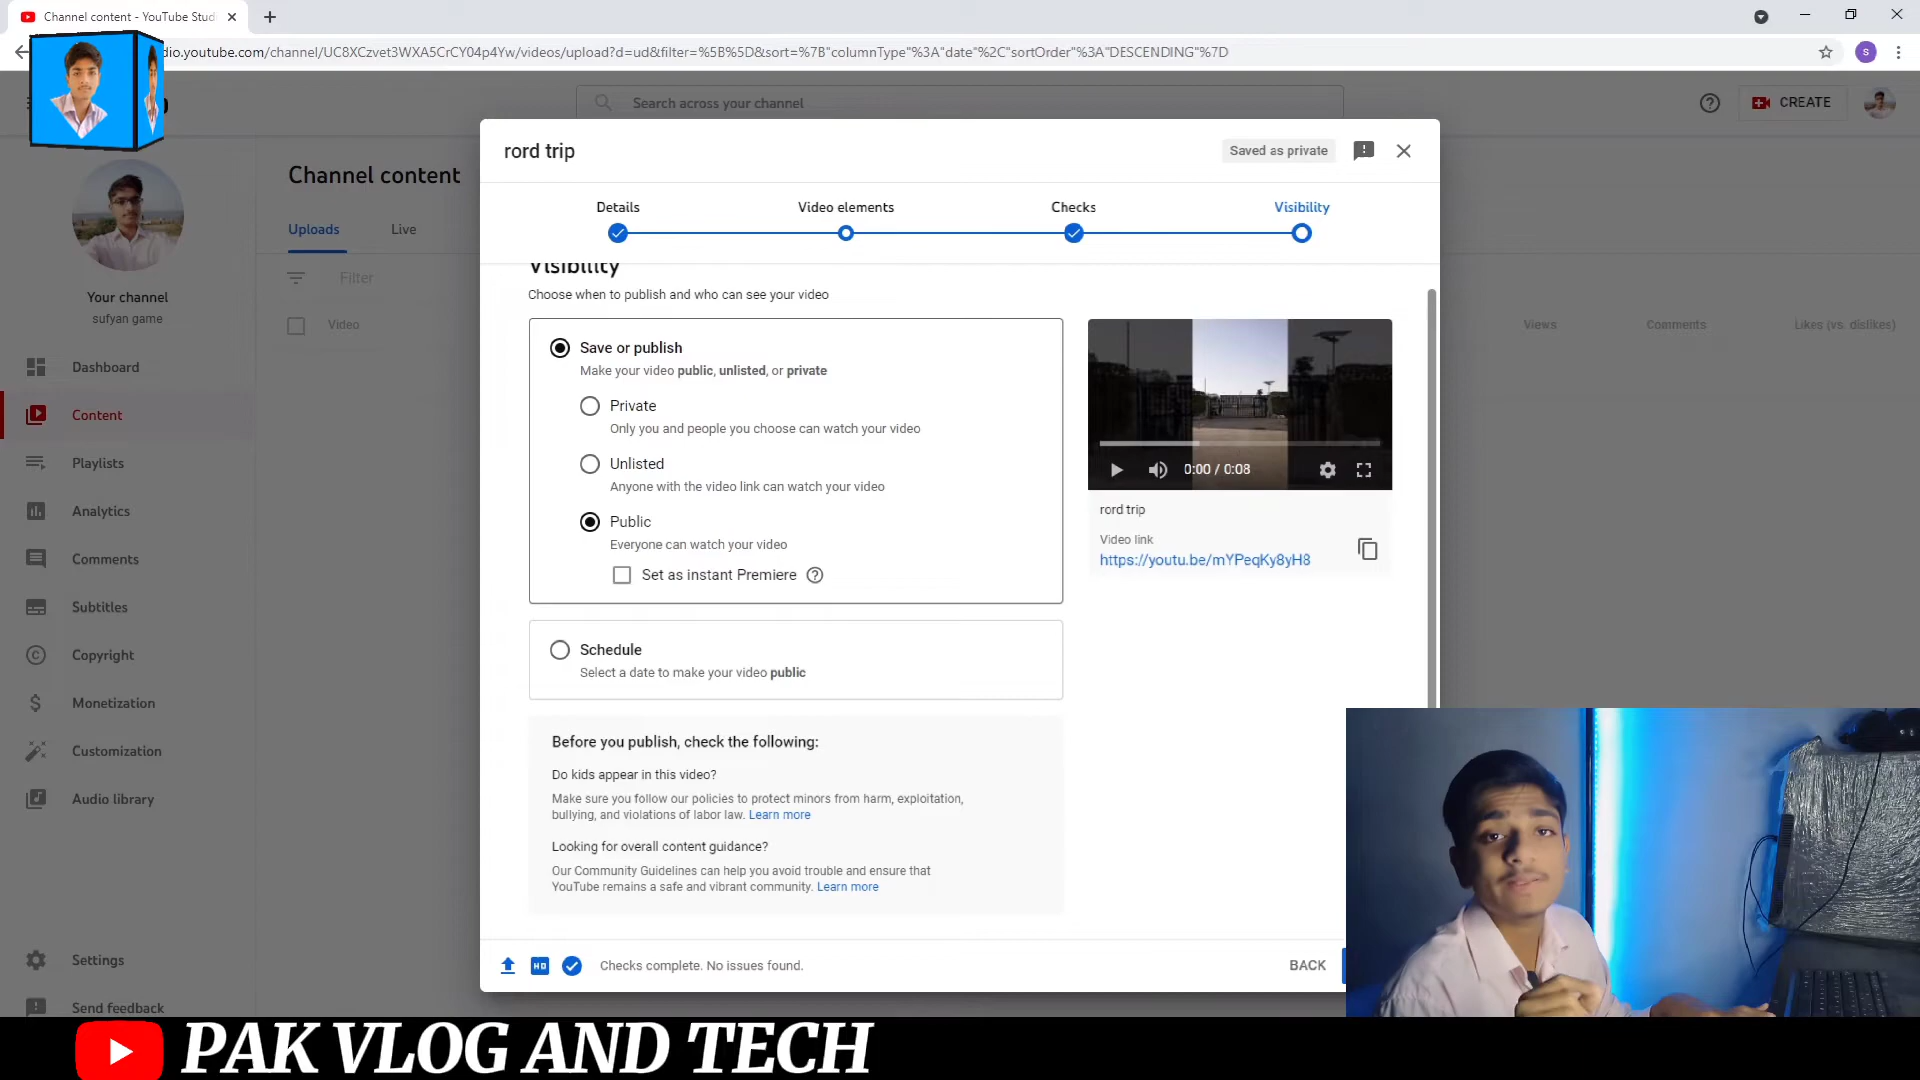 Channel content - YouTube Studi
dio.youtube.com/channel/UC8XCzvet3WXA5CrCY04p4Yw/videos/upload?d=ud&filter=%5B%5D&sort=%7B"columnType"%3A"date"%2C"sortOrder"%3A"DESCENDING"%7D
S
Search across your channel
CREATE
rord trip
Saved as private
Channel content
Details
Video elements
Checks
Visibility
Uploads
Live
Filter
Visibility
Choose when to publish and who can see your video
Your channel
sufyan game
Video
Views
Comments
Likes (vs. dislikes)
Save or publish
Make your video public, unlisted, or private
Private
Only you and people you choose can watch your video
Unlisted
Anyone with the video link can watch your video
Public
Everyone can watch your video
Set as instant Premiere
0:00 / 0:08
rord trip
Video link
https://youtu.be/mYPeqKy8yH8
Schedule
Select a date to make your video public
Before you publish, check the following:
Do kids appear in this video?
Make sure you follow our policies to protect minors from harm, exploitation,
bullying, and violations of labor law. Learn more
Looking for overall content guidance?
Our Community Guidelines can help you avoid trouble and ensure that
YouTube remains a safe and vibrant community. Learn more
Dashboard
Content
Playlists
Analytics
Comments
Subtitles
Copyright
Monetization
Customization
Audio library
Settings
Send feedback
HD
Checks complete. No issues found.
BACK
PAK VLOG AND TECH